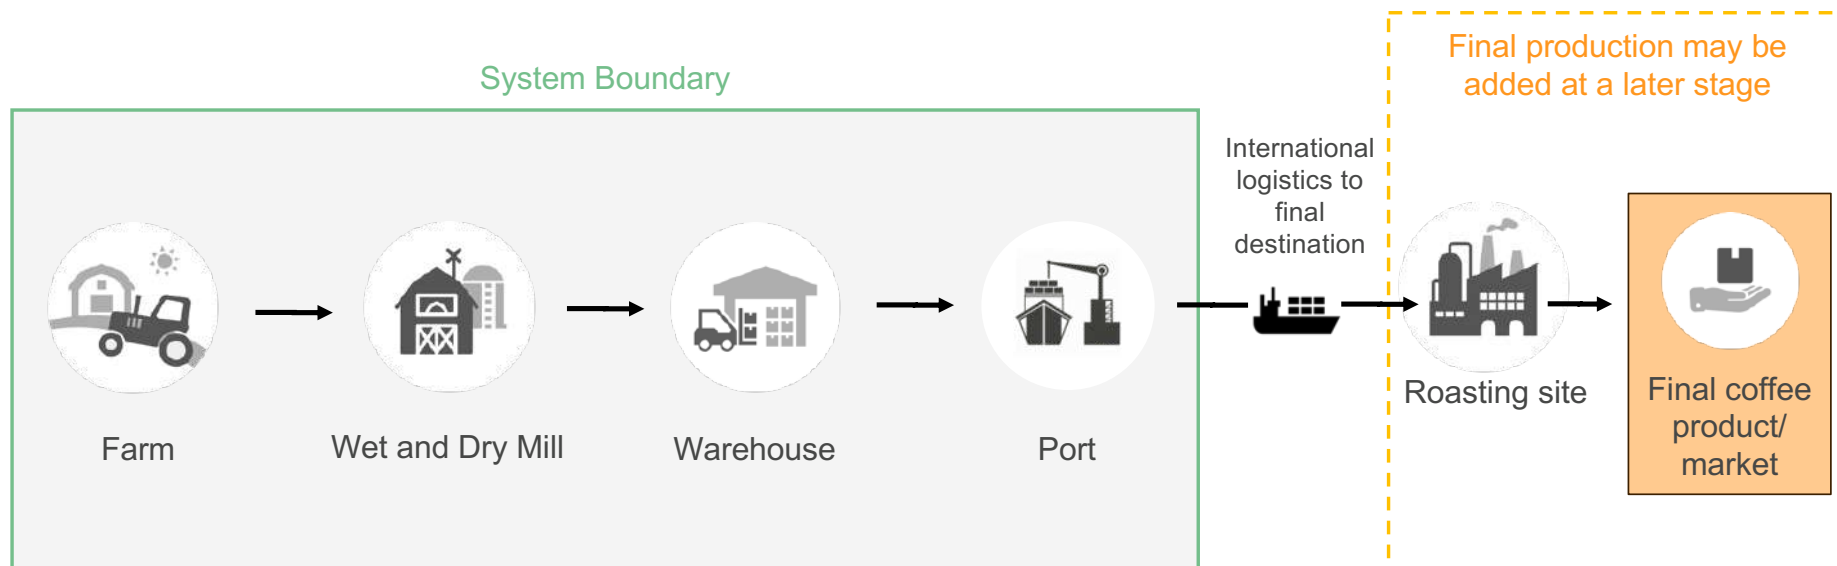 System Boundary
Final production may be
added at a later stage
International
logistics to
final
destination
Farm
Wet and Dry Mill
Warehouse
Port
Roasting site
Final coffee
product/
market